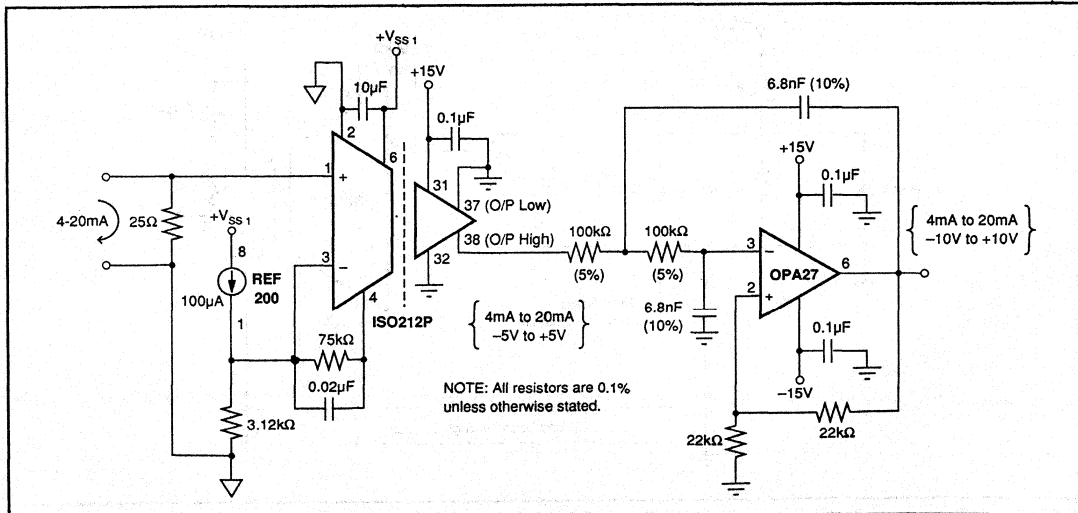 +V SS 1
+15V
10µF
2
6
0.1µF
6.8nF (10%)
1
+
31
37 (O/P Low)
38 (O/P High)
32
4-20mA
25Ω
+V SS 1
8
REF
200
100µA
1
3
−
4
ISO212P
75kΩ
0.02µF
3.12kΩ
100kΩ
(5%)
100kΩ
(5%)
6.8nF
(10%)
4mA to 20mA
−5V to +5V
NOTE: All resistors are 0.1%
unless otherwise stated.
+15V
0.1µF
3
−
OPA27
2
+
6
4mA to 20mA
−10V to +10V
0.1µF
−15V
22kΩ
22kΩ